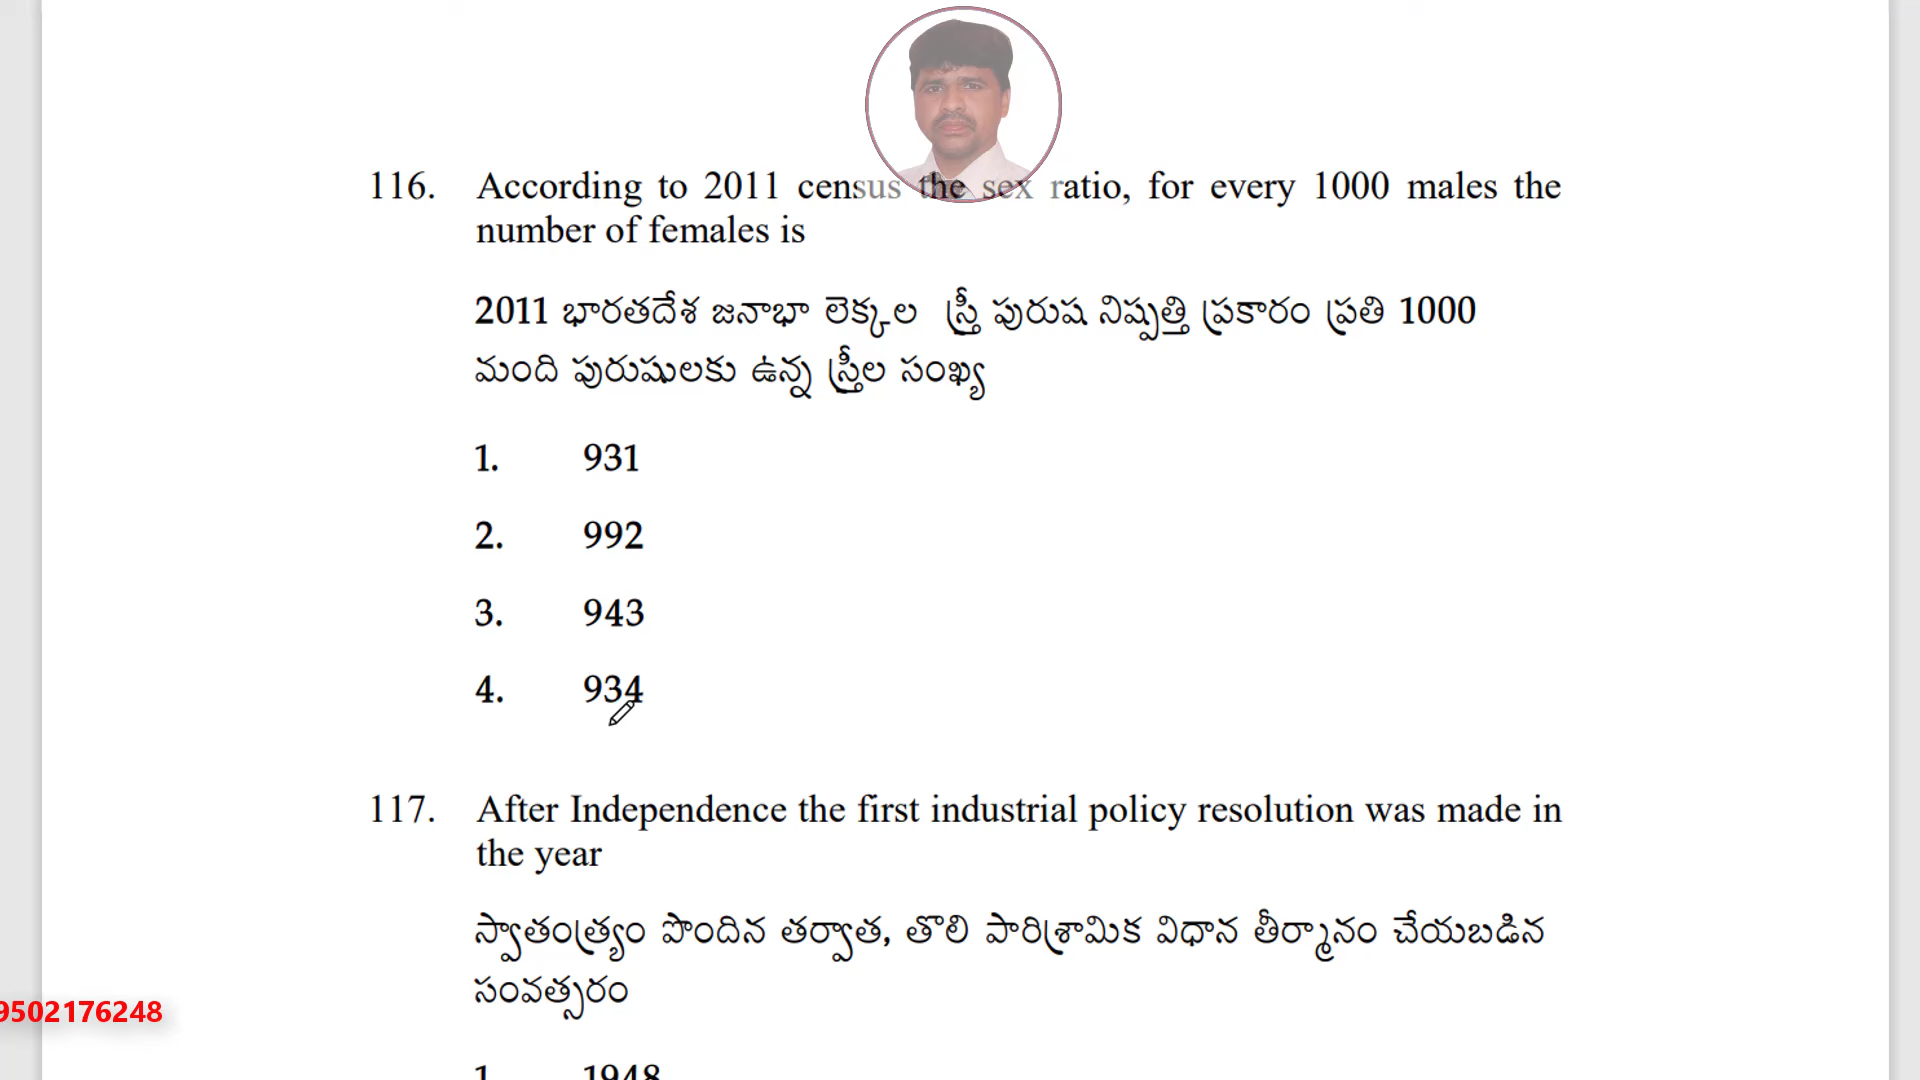 116. According to 2011 census the sex ratio, for every 1000 males the
number of females is
2011 భారతదేశ జనాభా లెక్కల స్త్రీ పురుష నిష్పత్తి ప్రకారం ప్రతి 1000
మంది పురుషులకు ఉన్న స్త్రీల సంఖ్య
1. 931
2. 992
3. 943
4. 934
117. After Independence the first industrial policy resolution was made in
the year
స్వాతంత్ర్యం పొందిన తర్వాత, తొలి పారిశ్రామిక విధాన తీర్మానం చేయబడిన
సంవత్సరం
9502176248
1. 1948